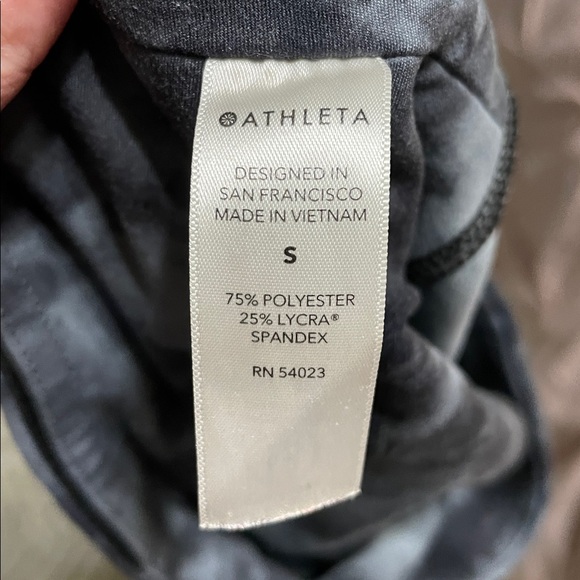 ATHLETA
DESIGNED IN
SAN FRANCISCO
MADE IN VIETNAM
S
75% POLYESTER
25% LYCRA®
SPANDEX
RN 54023